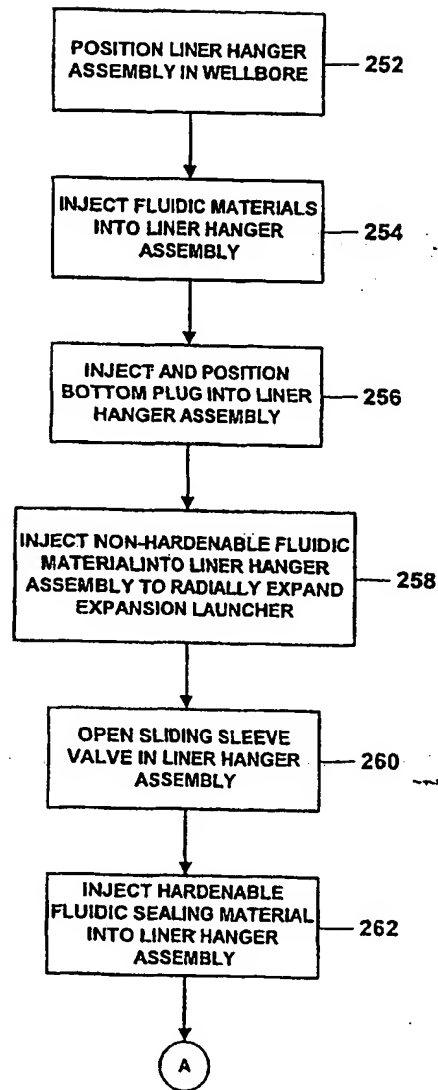 POSITION LINER HANGER
ASSEMBLY IN WELLBORE
252
INJECT FLUIDIC MATERIALS
INTO LINER HANGER
ASSEMBLY
254
INJECT AND POSITION
BOTTOM PLUG INTO LINER
HANGER ASSEMBLY
256
INJECT NON-HARDENABLE FLUIDIC
MATERIALINTO LINER HANGER
ASSEMBLY TO RADIALLY EXPAND
EXPANSION LAUNCHER
258
OPEN SLIDING SLEEVE
VALVE IN LINER HANGER
ASSEMBLY
260
INJECT HARDENABLE
FLUIDIC SEALING MATERIAL
INTO LINER HANGER
ASSEMBLY
262
A